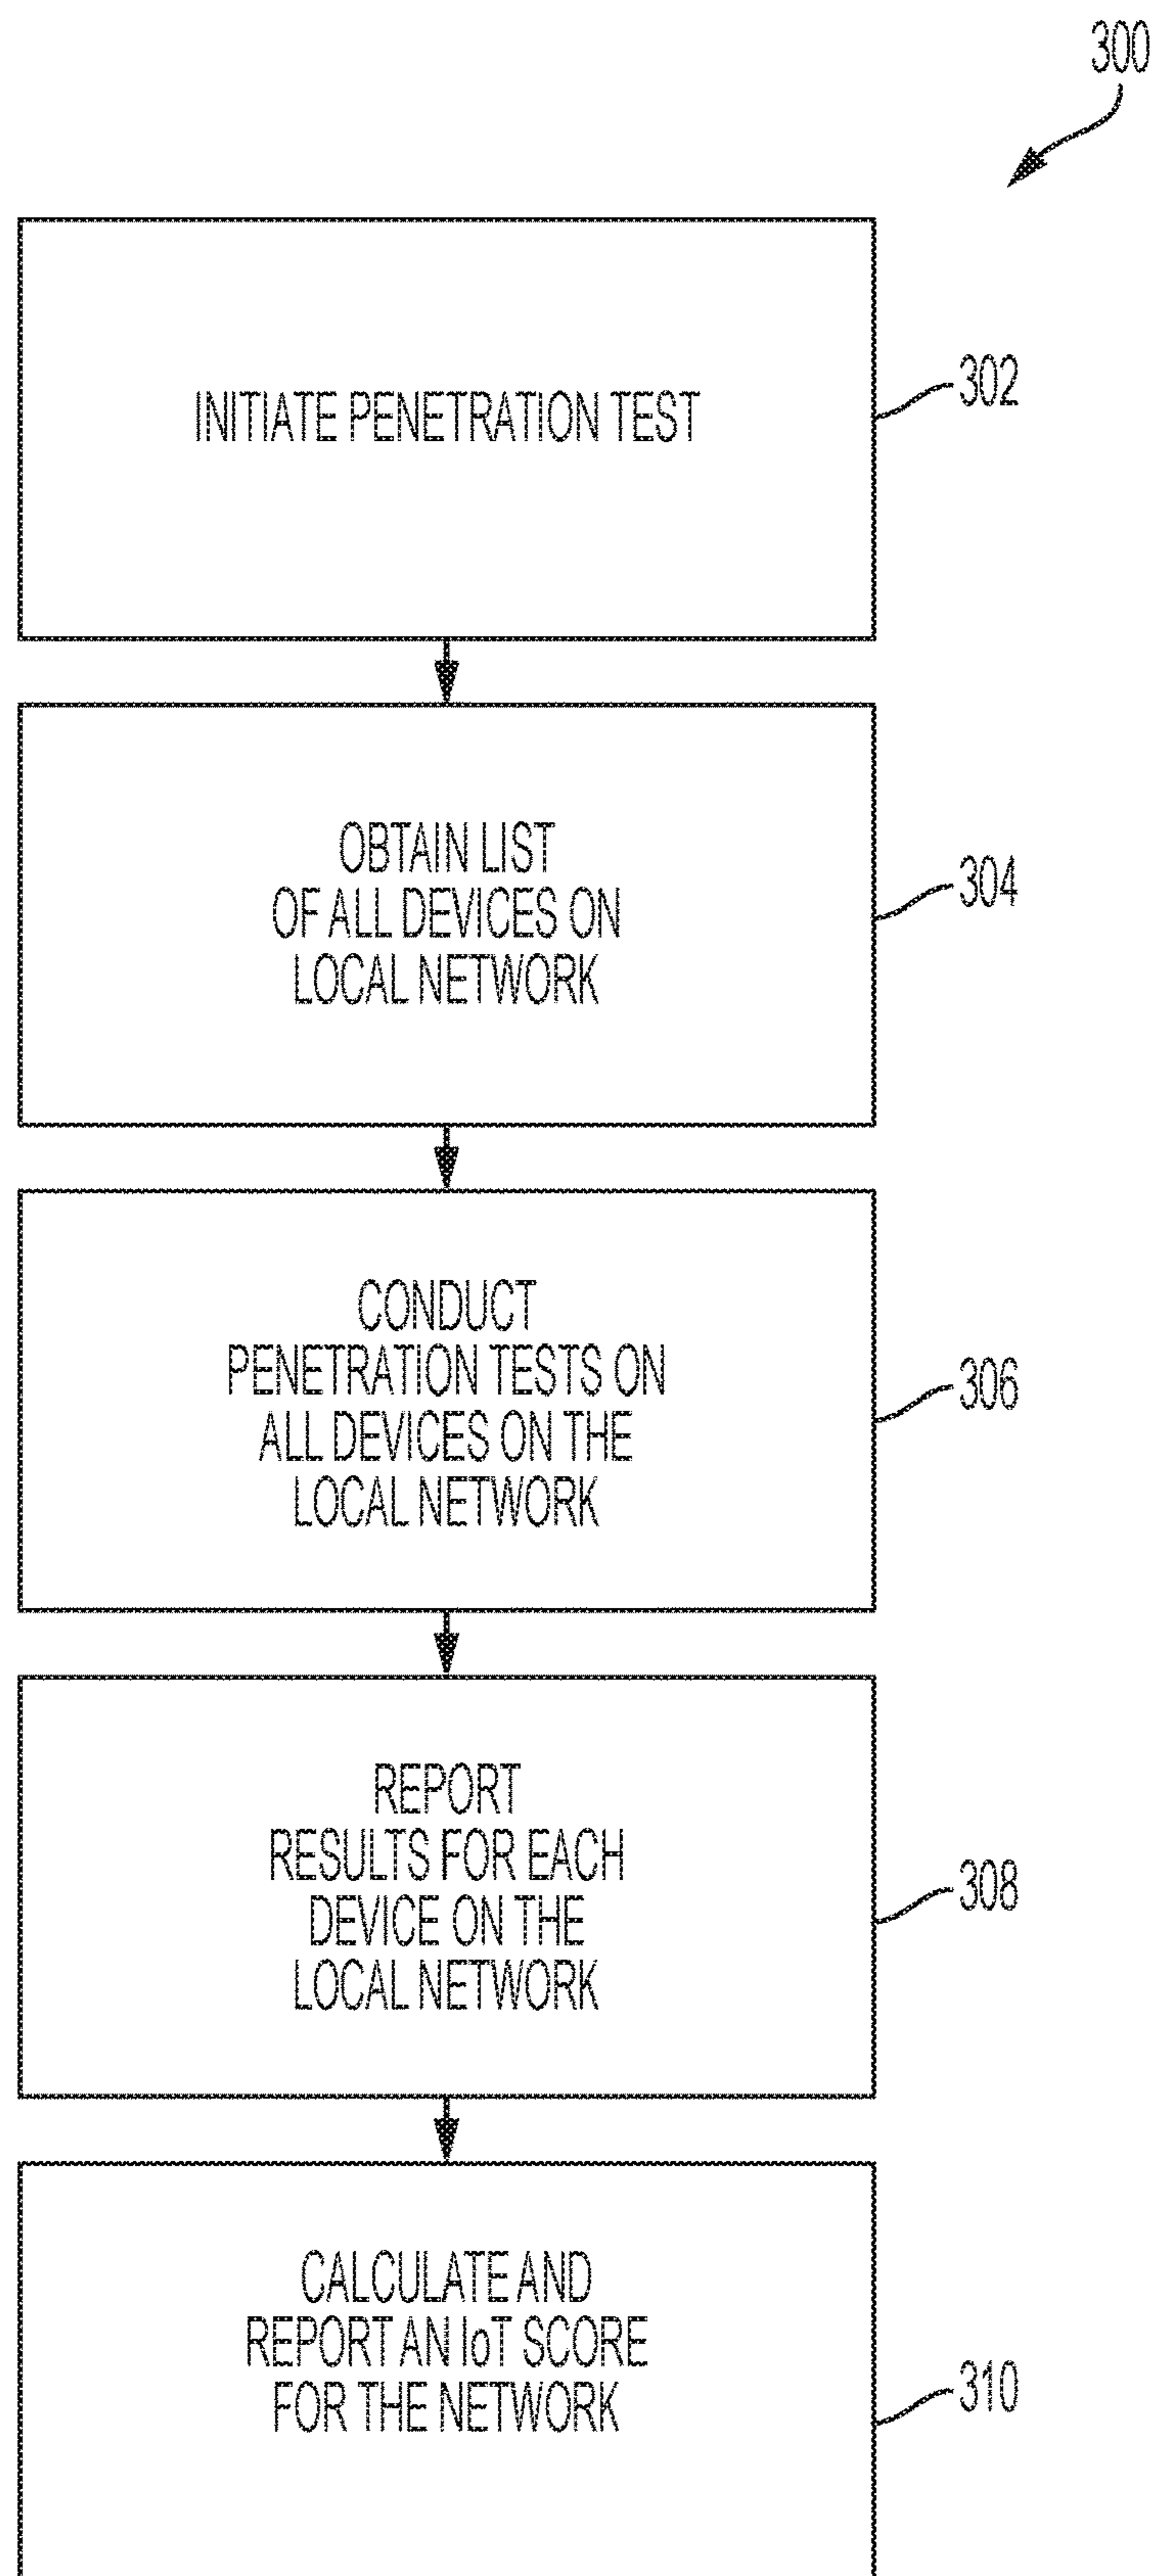 300
INITIATE PENETRATION TEST
302
OBTAIN LIST
OF ALL DEVICES ON
LOCAL NETWORK
304
CONDUCT
PENETRATION TESTS ON
ALL DEVICES ON THE
LOCAL NETWORK
306
REPORT
RESULTS FOR EACH
DEVICE ON THE
LOCAL NETWORK
308
CALCULATE AND
REPORT AN IoT SCORE
FOR THE NETWORK
310